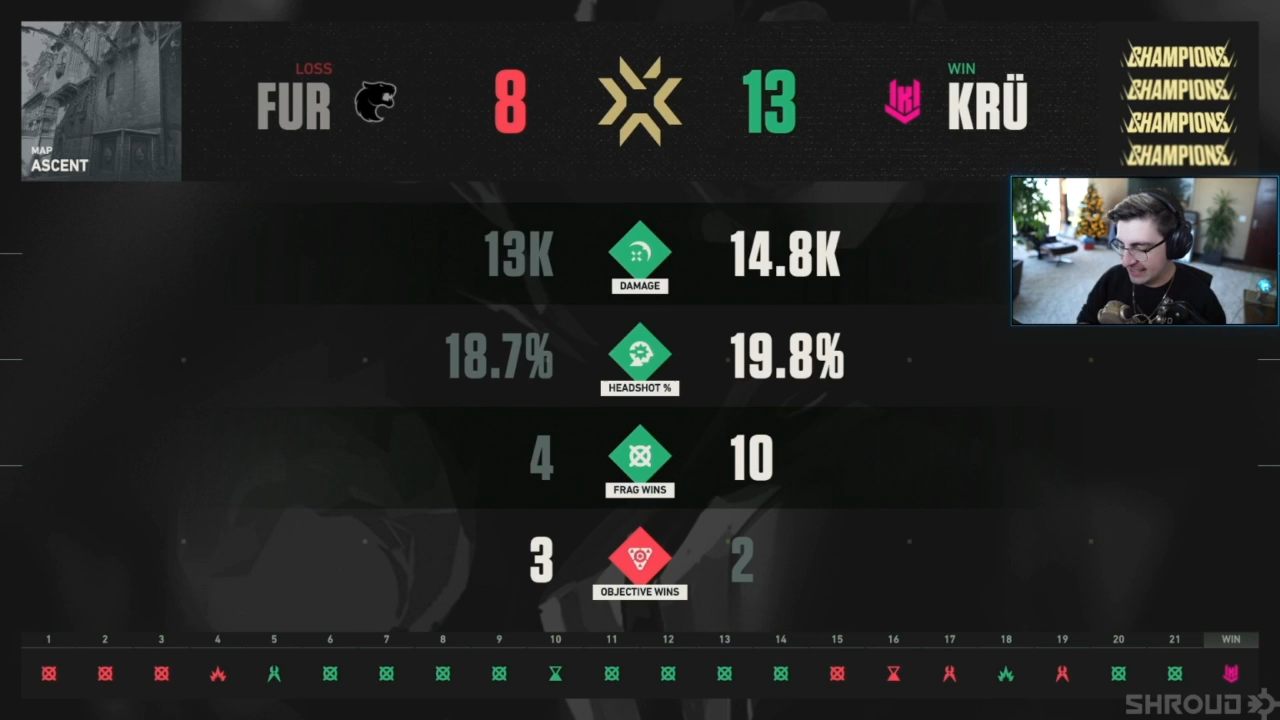 MAP
ASCENT
LOSS
FUR
8
13
WIN
KRÜ
CHAMPIONS
CHAMPIONS
CHAMPIONS
CHAMPIONS
13K
DAMAGE
14.8K
18.7%
HEADSHOT %
19.8%
4
FRAG WINS
10
3
OBJECTIVE WINS
2
1 2 3 4 5 6 7 8 9 10 11 12 13 14 15 16 17 18 19 20 21 WIN
SHROUD